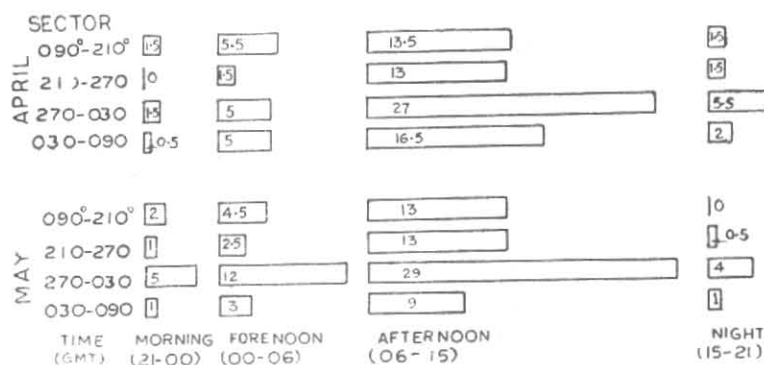 SECTOR
APRIL
090°-210° 1.5 5.5 13.5 1.5
210-270 0 1.5 13 1.5
270-030 1.5 5 27 5.5
030-090 0.5 5 16.5 2
MAY
090°-210° 2 4.5 13 0
210-270 1 2.5 13 0.5
270-030 5 12 29 4
030-090 1 3 9 1
TIME MORNING FORENOON AFTERNOON NIGHT
(GMT) (21-00) (00-06) (06-15) (15-21)